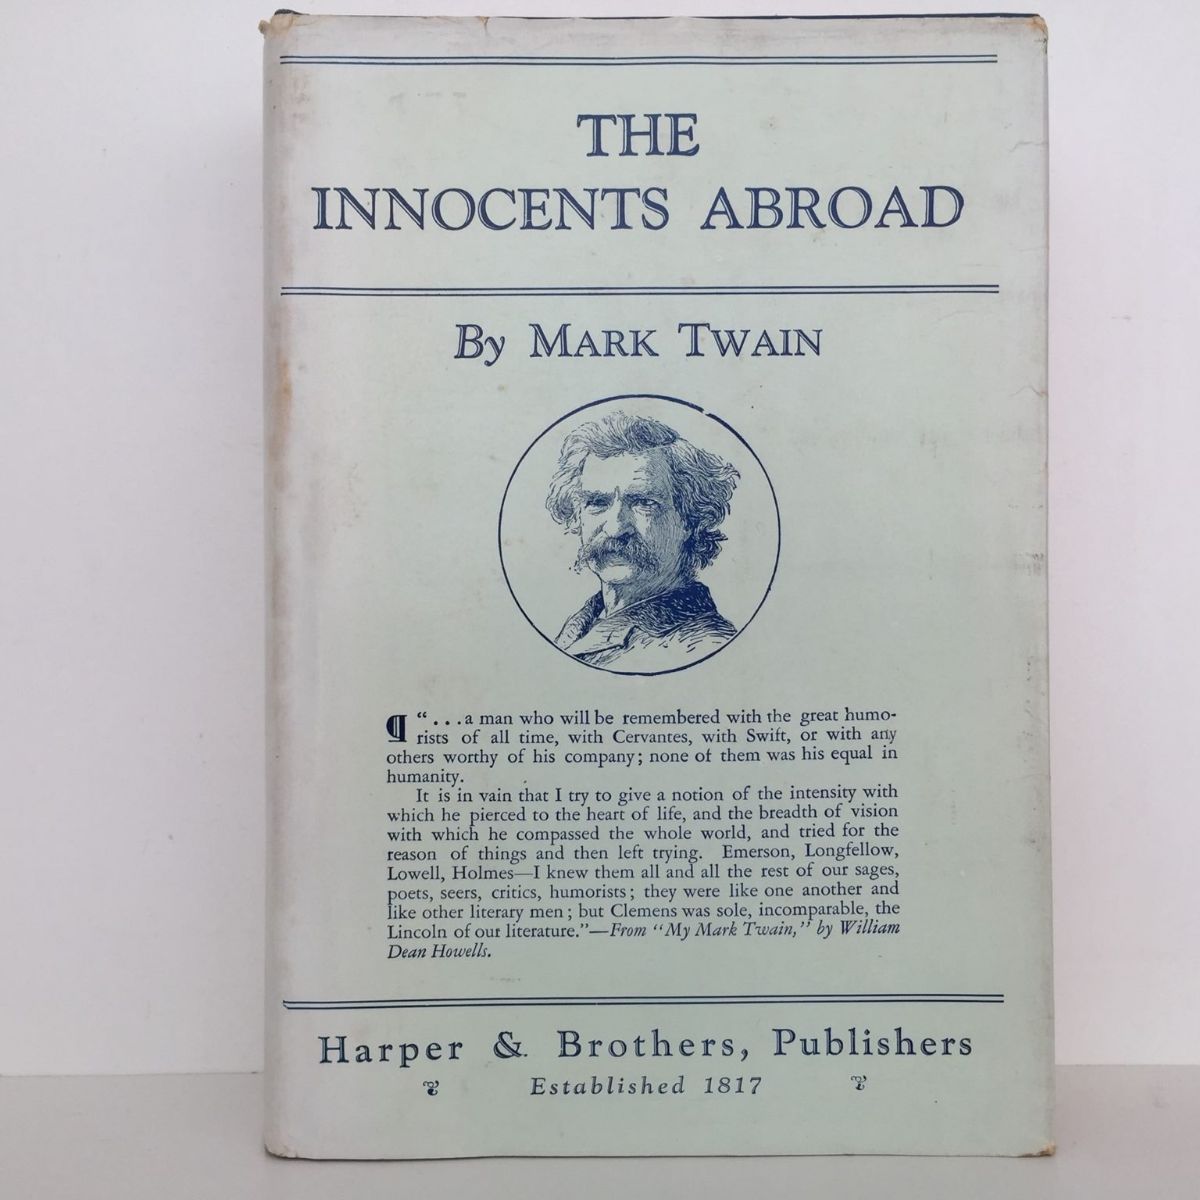 THE
INNOCENTS ABROAD
By MARK TWAIN
¶ “. . . a man who will be remembered with the great humo-
rists of all time, with Cervantes, with Swift, or with any
others worthy of his company; none of them was his equal in
humanity.
It is in vain that I try to give a notion of the intensity with
which he pierced to the heart of life, and the breadth of vision
with which he compassed the whole world, and tried for the
reason of things and then left trying. Emerson, Longfellow,
Lowell, Holmes—I knew them all and all the rest of our sages,
poets, seers, critics, humorists; they were like one another and
like other literary men; but Clemens was sole, incomparable, the
Lincoln of our literature.”—From “My Mark Twain,” by William
Dean Howells.
Harper & Brothers, Publishers
Established 1817